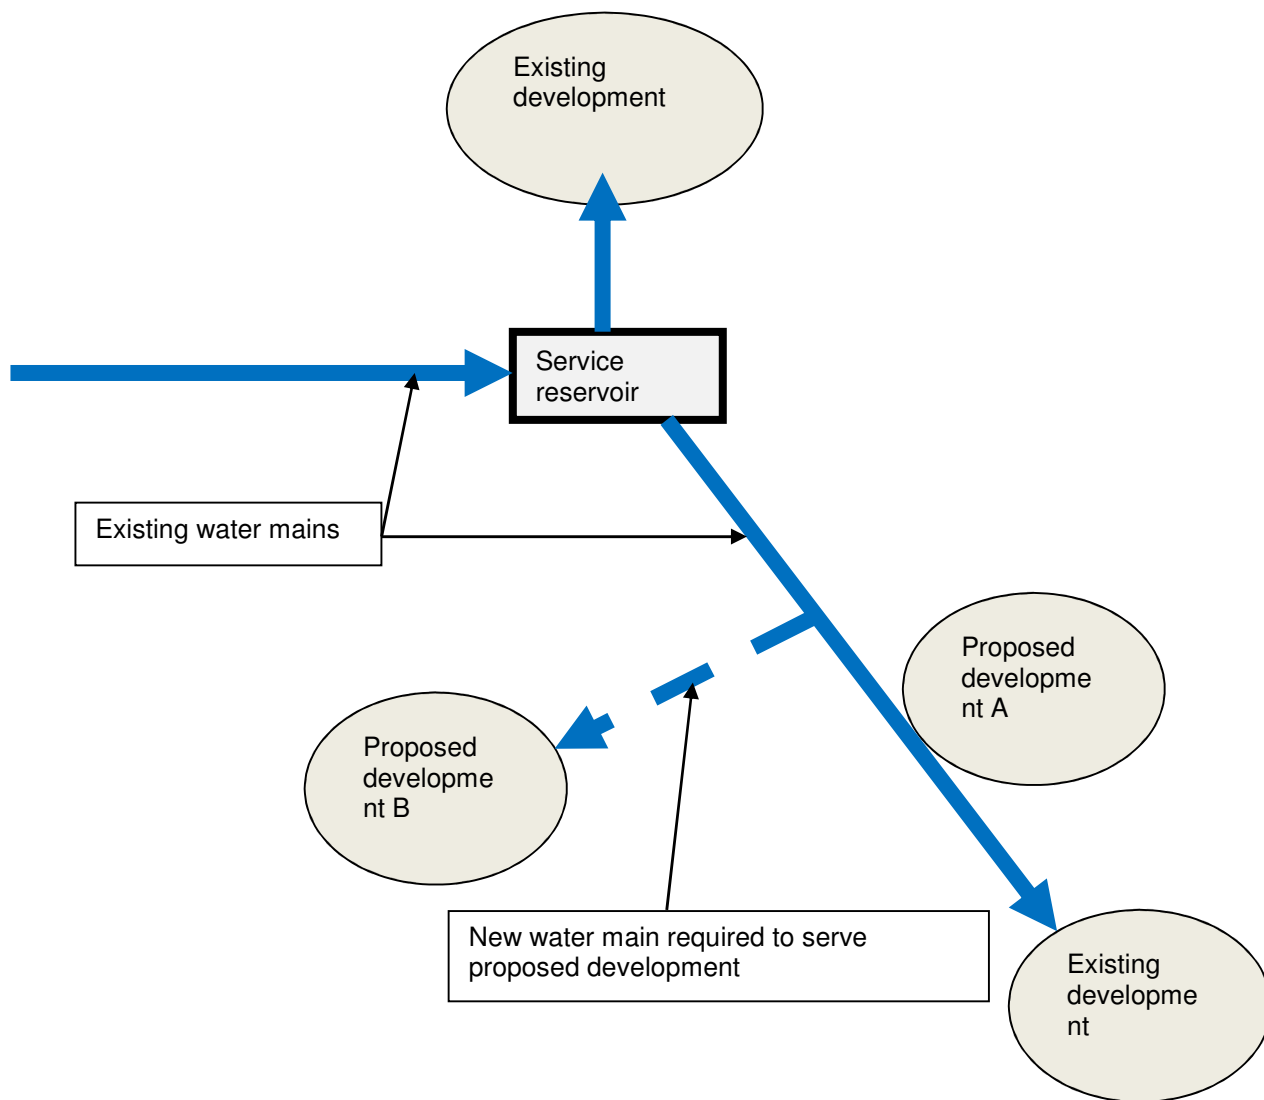 Existing
development
Service
reservoir
Existing water mains
Proposed
developme
nt A
Proposed
developme
nt B
New water main required to serve
proposed development
Existing
developme
nt